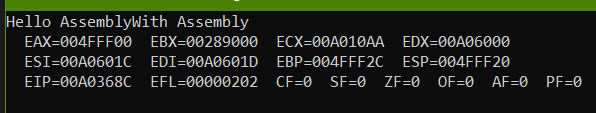 Hello AssemblyWith Assembly
EAX=004FFF00 EBX=00289000 ECX=00A010AA EDX=00A06000
ESI=00A0601C EDI=00A0601D EBP=004FFF2C ESP=004FFF20
EIP=00A0368C EFL=00000202 CF=0 SF=0 ZF=0 OF=0 AF=0 PF=0